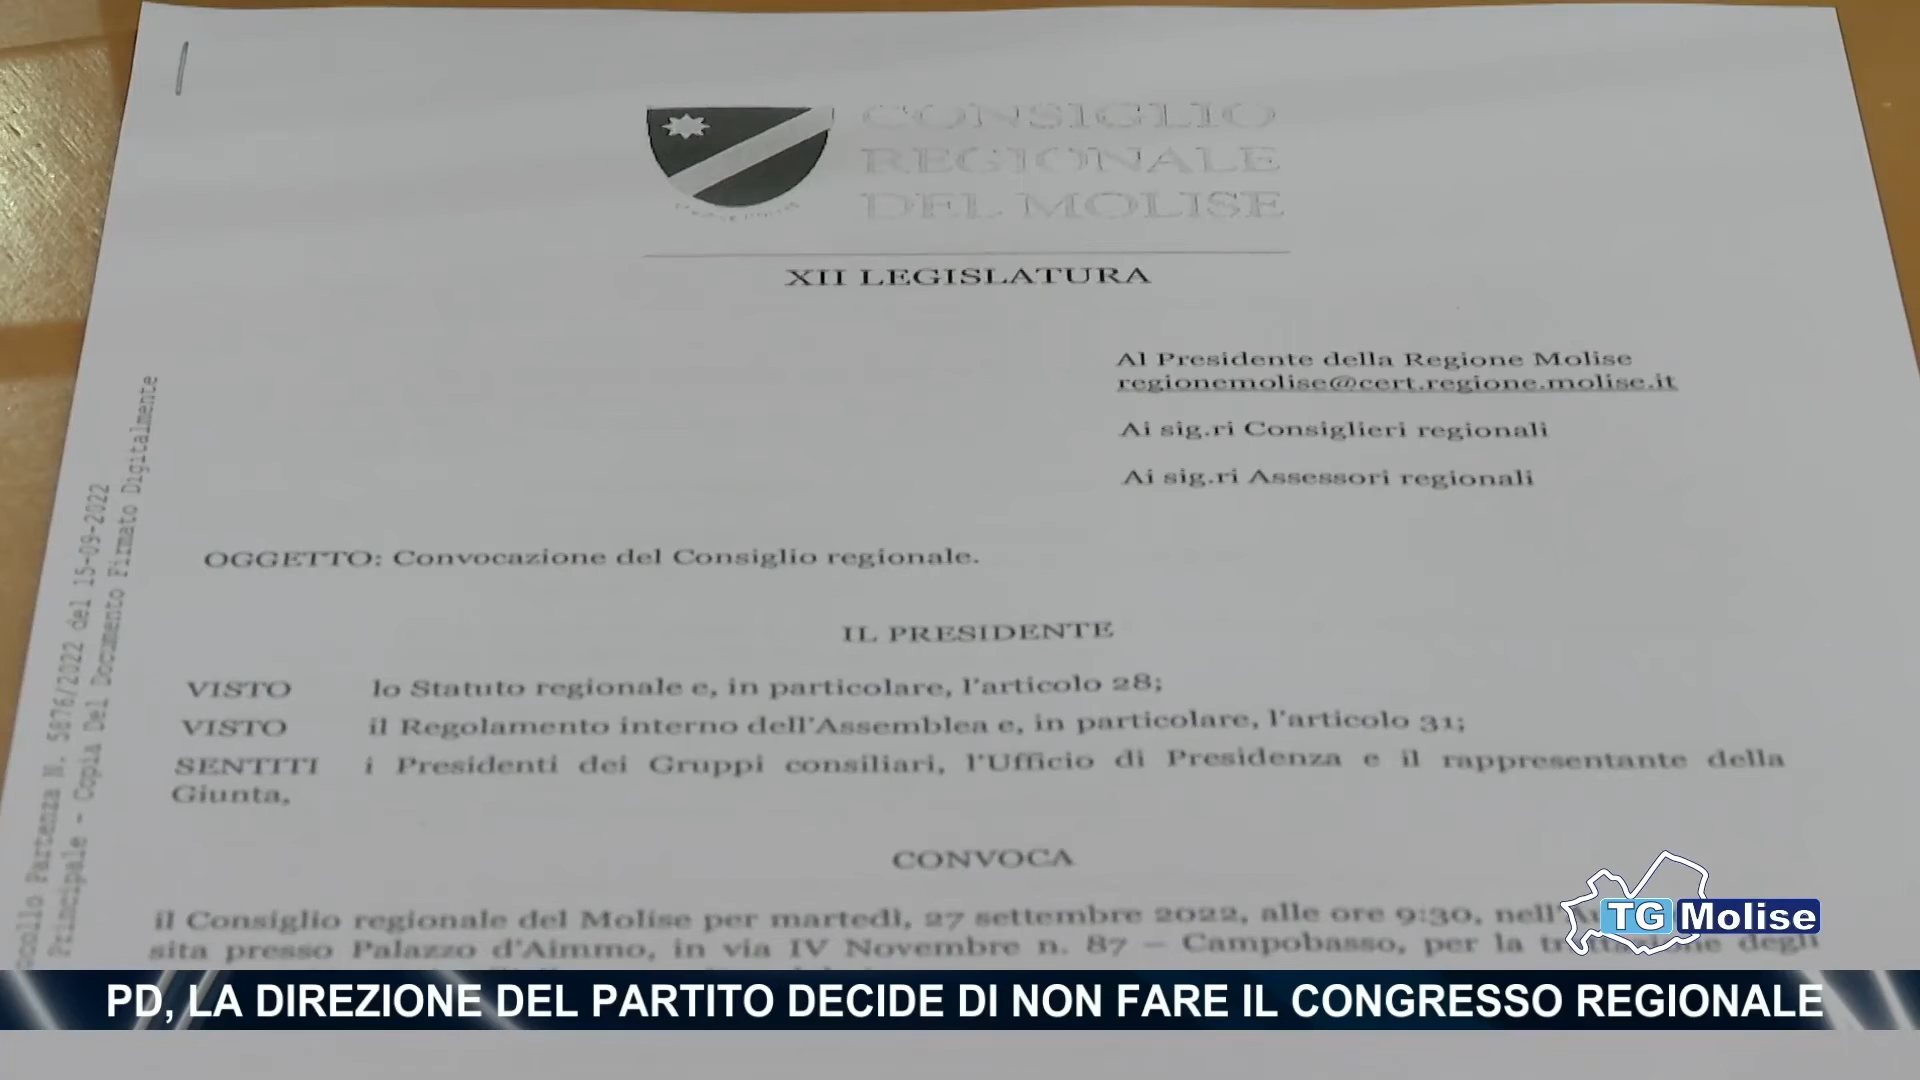 CONSIGLIO
REGIONALE
DEL MOLISE
XII LEGISLATURA
Al Presidente della Regione Molise
regionemolise@cert.regione.molise.it
Ai sig.ri Consiglieri regionali
Ai sig.ri Assessori regionali
OGGETTO: Convocazione del Consiglio regionale.
IL PRESIDENTE
VISTO lo Statuto regionale e, in particolare, l'articolo 28;
VISTO il Regolamento interno dell'Assemblea e, in particolare, l'articolo 31;
SENTITI i Presidenti dei Gruppi consiliari, l'Ufficio di Presidenza e il rappresentante della
Giunta,
CONVOCA
il Consiglio regionale del Molise per martedì, 27 settembre 2022, alle ore 9:30,
sita presso Palazzo d'Aimmo, in via IV Novembre n. 87 – Campobasso, per la trattazione degli
Partenza N. 5876/2022 del 15-09-2022
Principale - Copia Del Documento Firmato Digitalmente
TG Molise
PD, LA DIREZIONE DEL PARTITO DECIDE DI NON FARE IL CONGRESSO REGIONALE